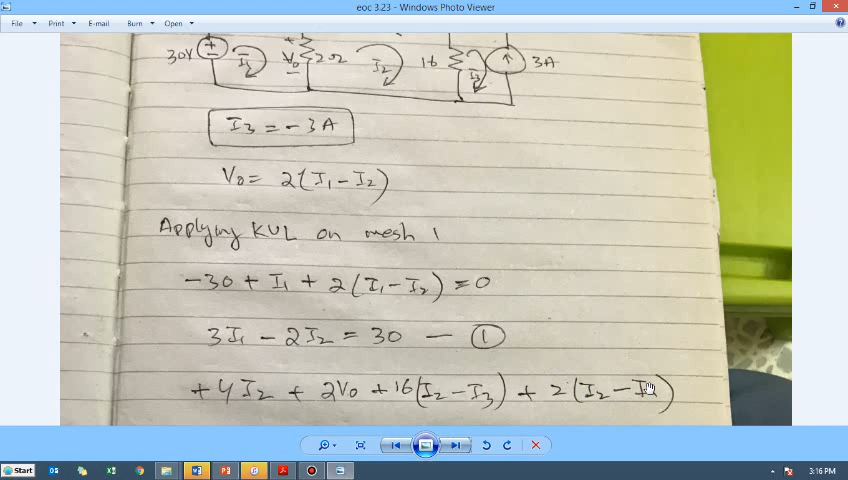 eoc 3.23 - Windows Photo Viewer
File Print E-mail Burn Open
30V I1 Vo 2Ω I2 16 I3 3A
I3 = - 3A
Vo = 2(I1 - I2)
Applying KVL on mesh 1
-30 + I1 + 2(I1 - I2) = 0
3I1 - 2I2 = 30 — 1
+4I2 + 2Vo + 16(I2 - I3) + 2(I2 - I
Start
3:16 PM